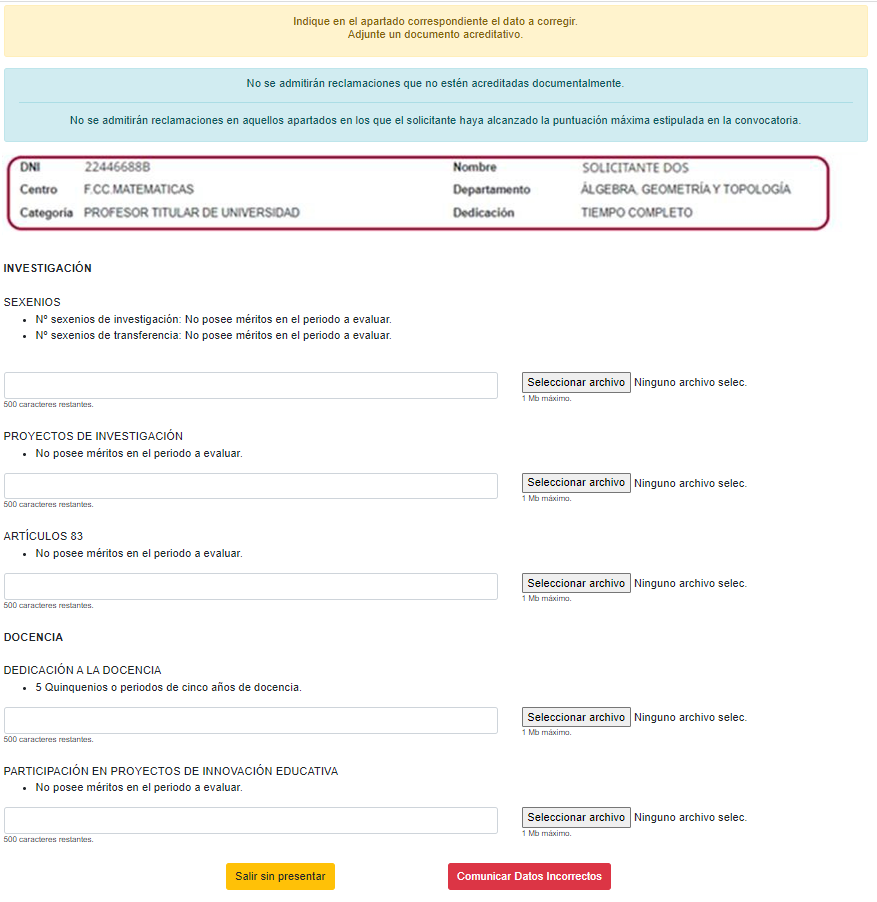 Indique en el apartado correspondiente el dato a corregir.
Adjunte un documento acreditativo.
No se admitirán reclamaciones que no estén acreditadas documentalmente.
No se admitirán reclamaciones en aquellos apartados en los que el solicitante haya alcanzado la puntuación máxima estipulada en la convocatoria.
DNI 22446688B Nombre SOLICITANTE DOS
Centro F.CC.MATEMATICAS Departamento ÁLGEBRA, GEOMETRÍA Y TOPOLOGÍA
Categoría PROFESOR TITULAR DE UNIVERSIDAD Dedicación TIEMPO COMPLETO
INVESTIGACIÓN
SEXENIOS
• Nº sexenios de investigación: No posee méritos en el periodo a evaluar.
• Nº sexenios de transferencia: No posee méritos en el periodo a evaluar.
Seleccionar archivo Ninguno archivo selec.
500 caracteres restantes. 1 Mb máximo.
PROYECTOS DE INVESTIGACIÓN
• No posee méritos en el periodo a evaluar.
Seleccionar archivo Ninguno archivo selec.
500 caracteres restantes. 1 Mb máximo.
ARTÍCULOS 83
• No posee méritos en el periodo a evaluar.
Seleccionar archivo Ninguno archivo selec.
500 caracteres restantes. 1 Mb máximo.
DOCENCIA
DEDICACIÓN A LA DOCENCIA
• 5 Quinquenios o periodos de cinco años de docencia.
Seleccionar archivo Ninguno archivo selec.
500 caracteres restantes. 1 Mb máximo.
PARTICIPACIÓN EN PROYECTOS DE INNOVACIÓN EDUCATIVA
• No posee méritos en el periodo a evaluar.
Seleccionar archivo Ninguno archivo selec.
500 caracteres restantes. 1 Mb máximo.
Salir sin presentar Comunicar Datos Incorrectos